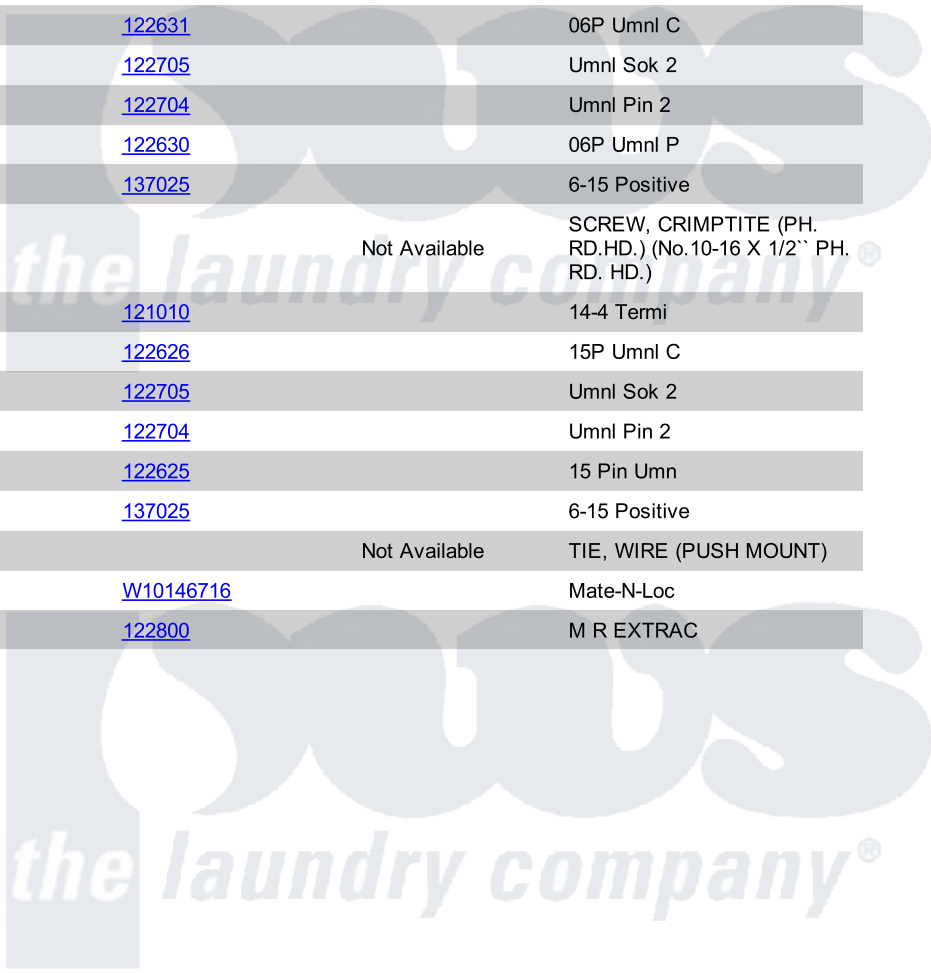 122631 06P Umnl C
122705 Umnl Sok 2
122704 Umnl Pin 2
122630 06P Umnl P
137025 6-15 Positive
SCREW, CRIMPTITE (PH.
Not Available RD.HD.) (No.10-16 X 1/2`` PH.
RD. HD.)
121010 14-4 Termi
122626 15P Umnl C
122705 Umnl Sok 2
122704 Umnl Pin 2
122625 15 Pin Umn
137025 6-15 Positive
Not Available TIE, WIRE (PUSH MOUNT)
W10146716 Mate-N-Loc
122800 M R EXTRAC
pws
the laundry company®
pws
the laundry company®